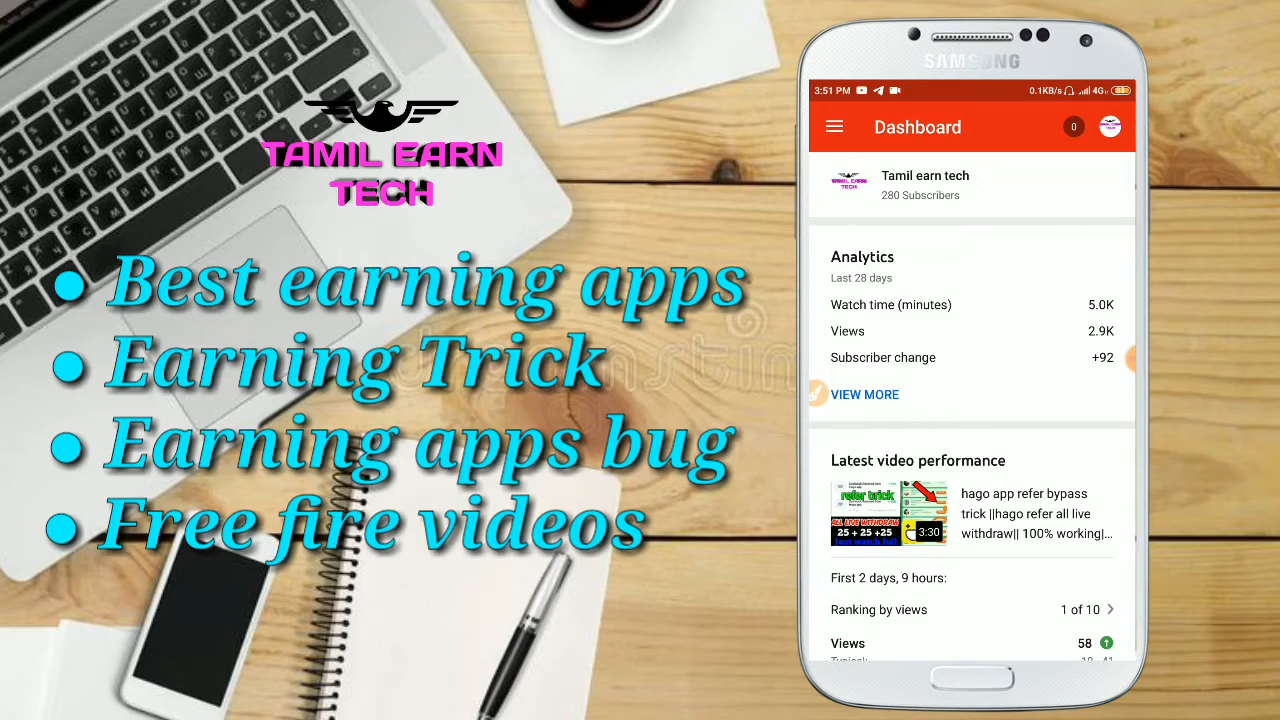 TAMIL EARN
TECH
● Best earning apps
● Earning Trick
● Earning apps bug
● Free fire videos
SAMSUNG
3:51 PM
0.1KB/s
4G
Dashboard
0
Tamil earn tech
280 Subscribers
Analytics
Last 28 days
Watch time (minutes) 5.0K
Views 2.9K
Subscriber change +92
VIEW MORE
Latest video performance
refer trick
ALL LIVE WITHDRAW
25 + 25 +25
3:30
hago app refer bypass
trick ||hago refer all live
withdraw|| 100% working|...
First 2 days, 9 hours:
Ranking by views 1 of 10
Views 58